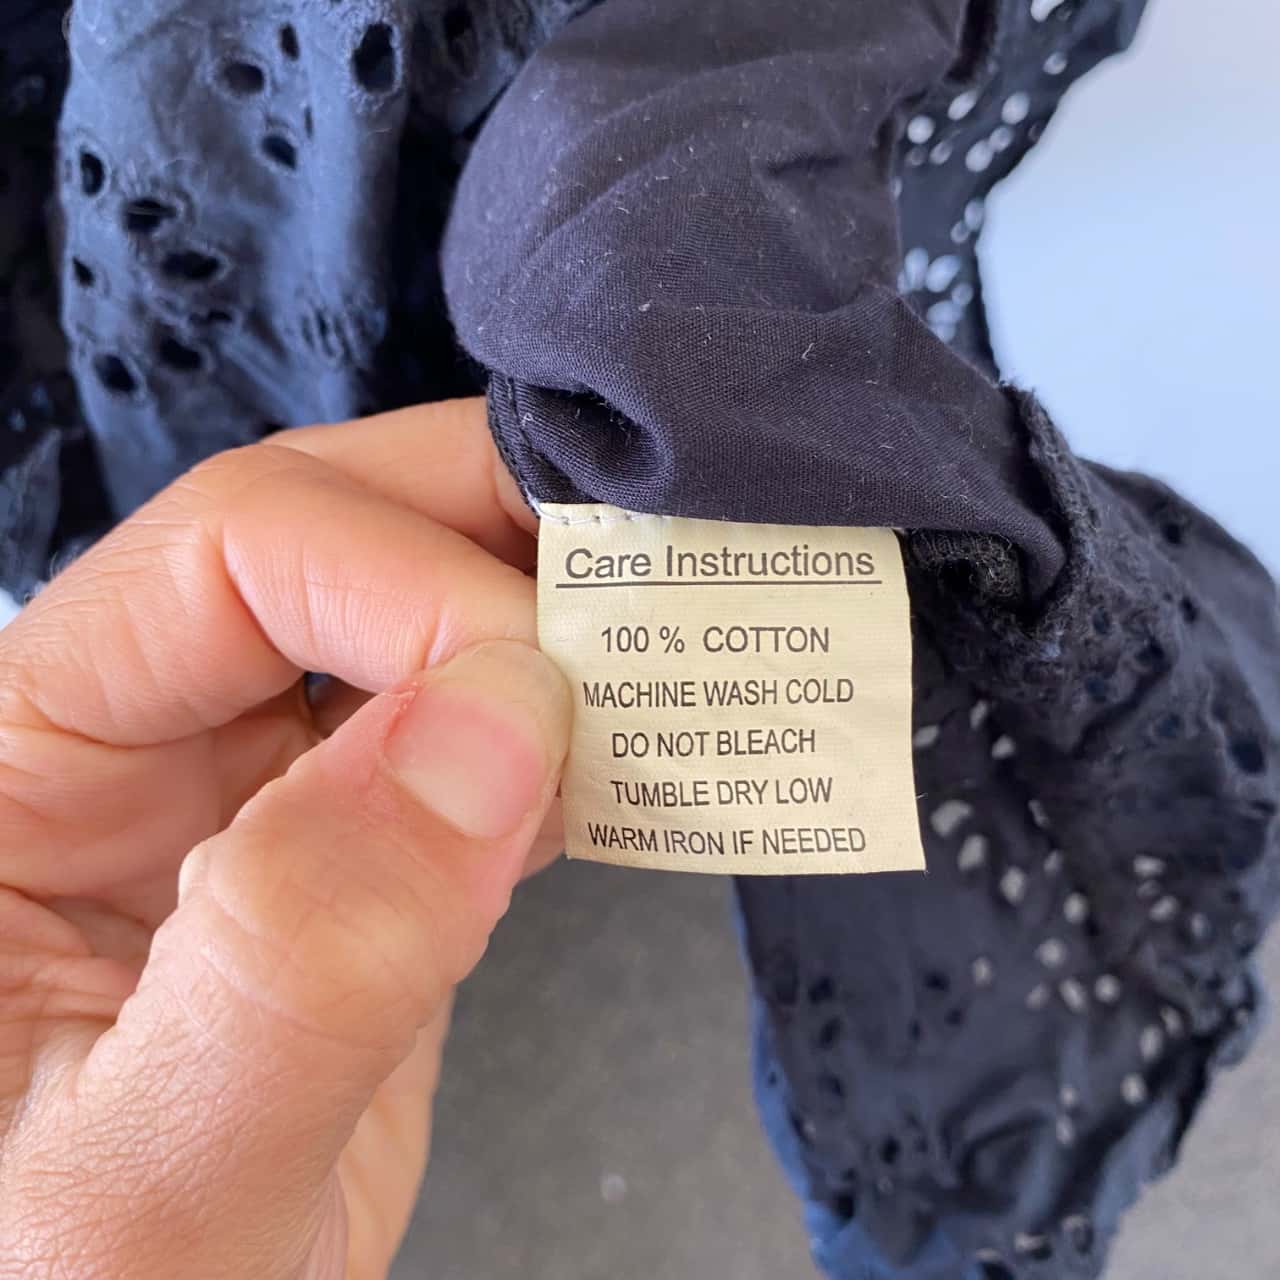 Care Instructions
100 % COTTON
MACHINE WASH COLD
DO NOT BLEACH
TUMBLE DRY LOW
WARM IRON IF NEEDED